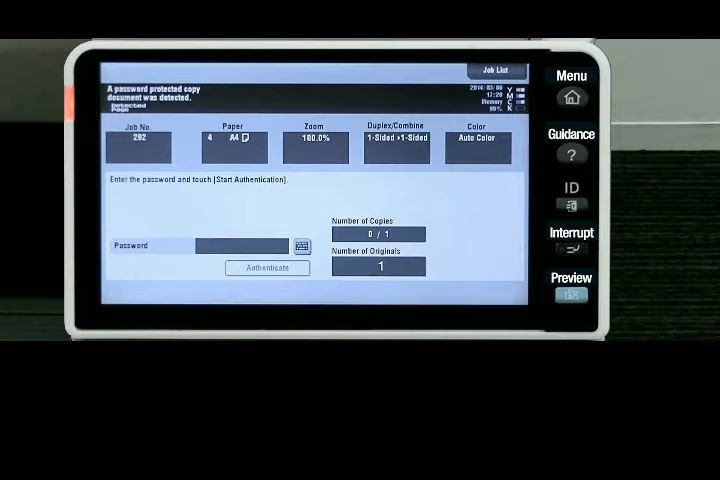 Job List
A password protected copy
document was detected.
Detected
Page
2014/03/06
17:20
Memory
99%
Y
M
C
K
Job No.
292
Paper
4 A4
Zoom
100.0%
Duplex/Combine
1-Sided 1-Sided
Color
Auto Color
Enter the password and touch [Start Authentication].
Password
Authenticate
Number of Copies
0 / 1
Number of Originals
1
Menu
Guidance
?
ID
Interrupt
Preview